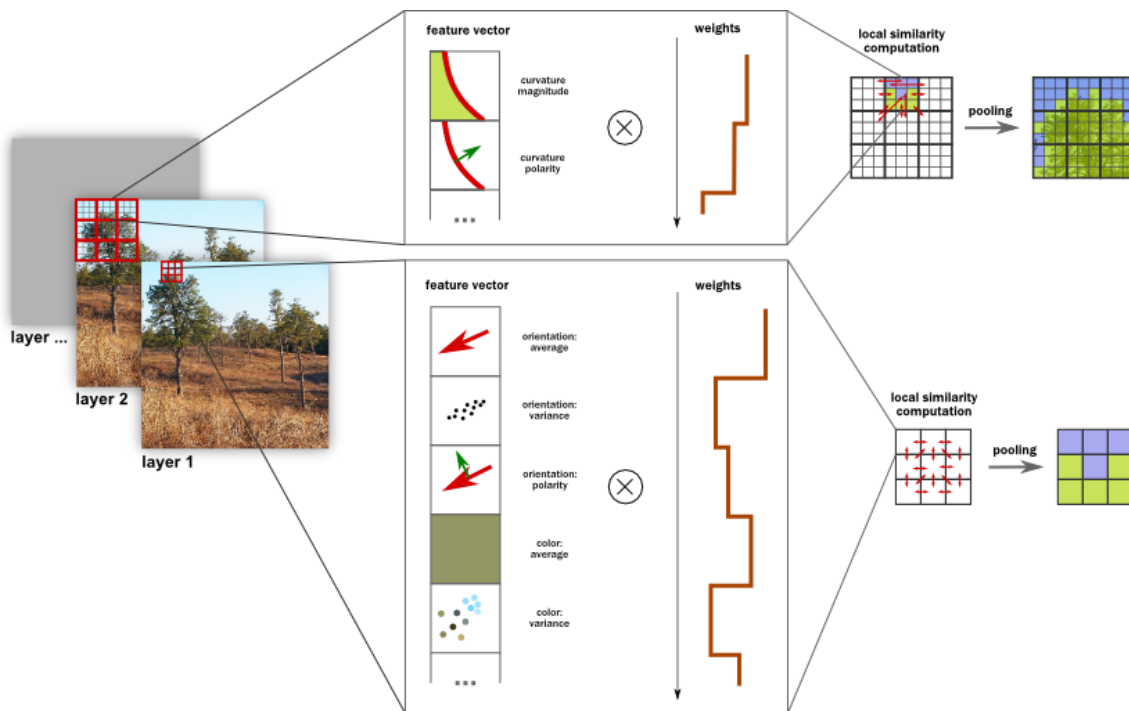 feature vector
weights
curvature
magnitude
curvature
polarity
...
local similarity
computation
pooling
layer ...
layer 2
layer 1
feature vector
weights
orientation:
average
orientation:
variance
orientation:
polarity
color:
average
color:
variance
...
local similarity
computation
pooling